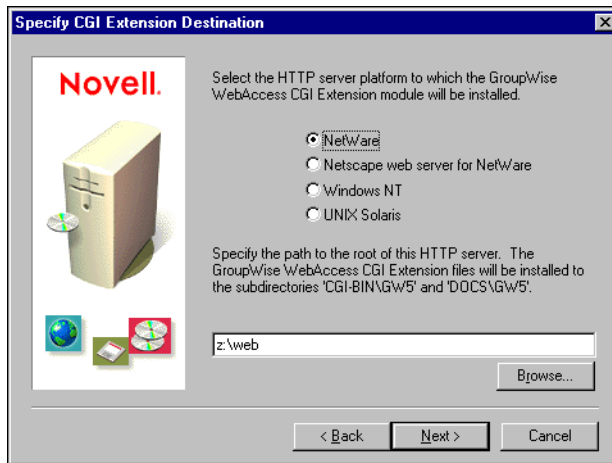 Specify CGI Extension Destination
Novell.
Select the HTTP server platform to which the GroupWise
WebAccess CGI Extension module will be installed.
NetWare
Netscape web server for NetWare
Windows NT
UNIX Solaris
Specify the path to the root of this HTTP server. The
GroupWise WebAccess CGI Extension files will be installed to
the subdirectories 'CGI-BIN\GW5' and 'DOCS\GW5'.
z:\web
Browse...
< Back
Next >
Cancel